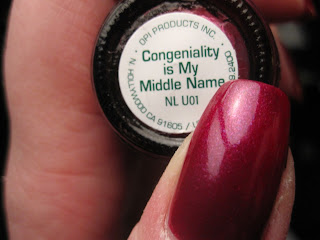 OPI PRODUCTS INC.
Congeniality
is My
Middle Name
NL U01
N. HOLLYWOOD CA 91605 / U